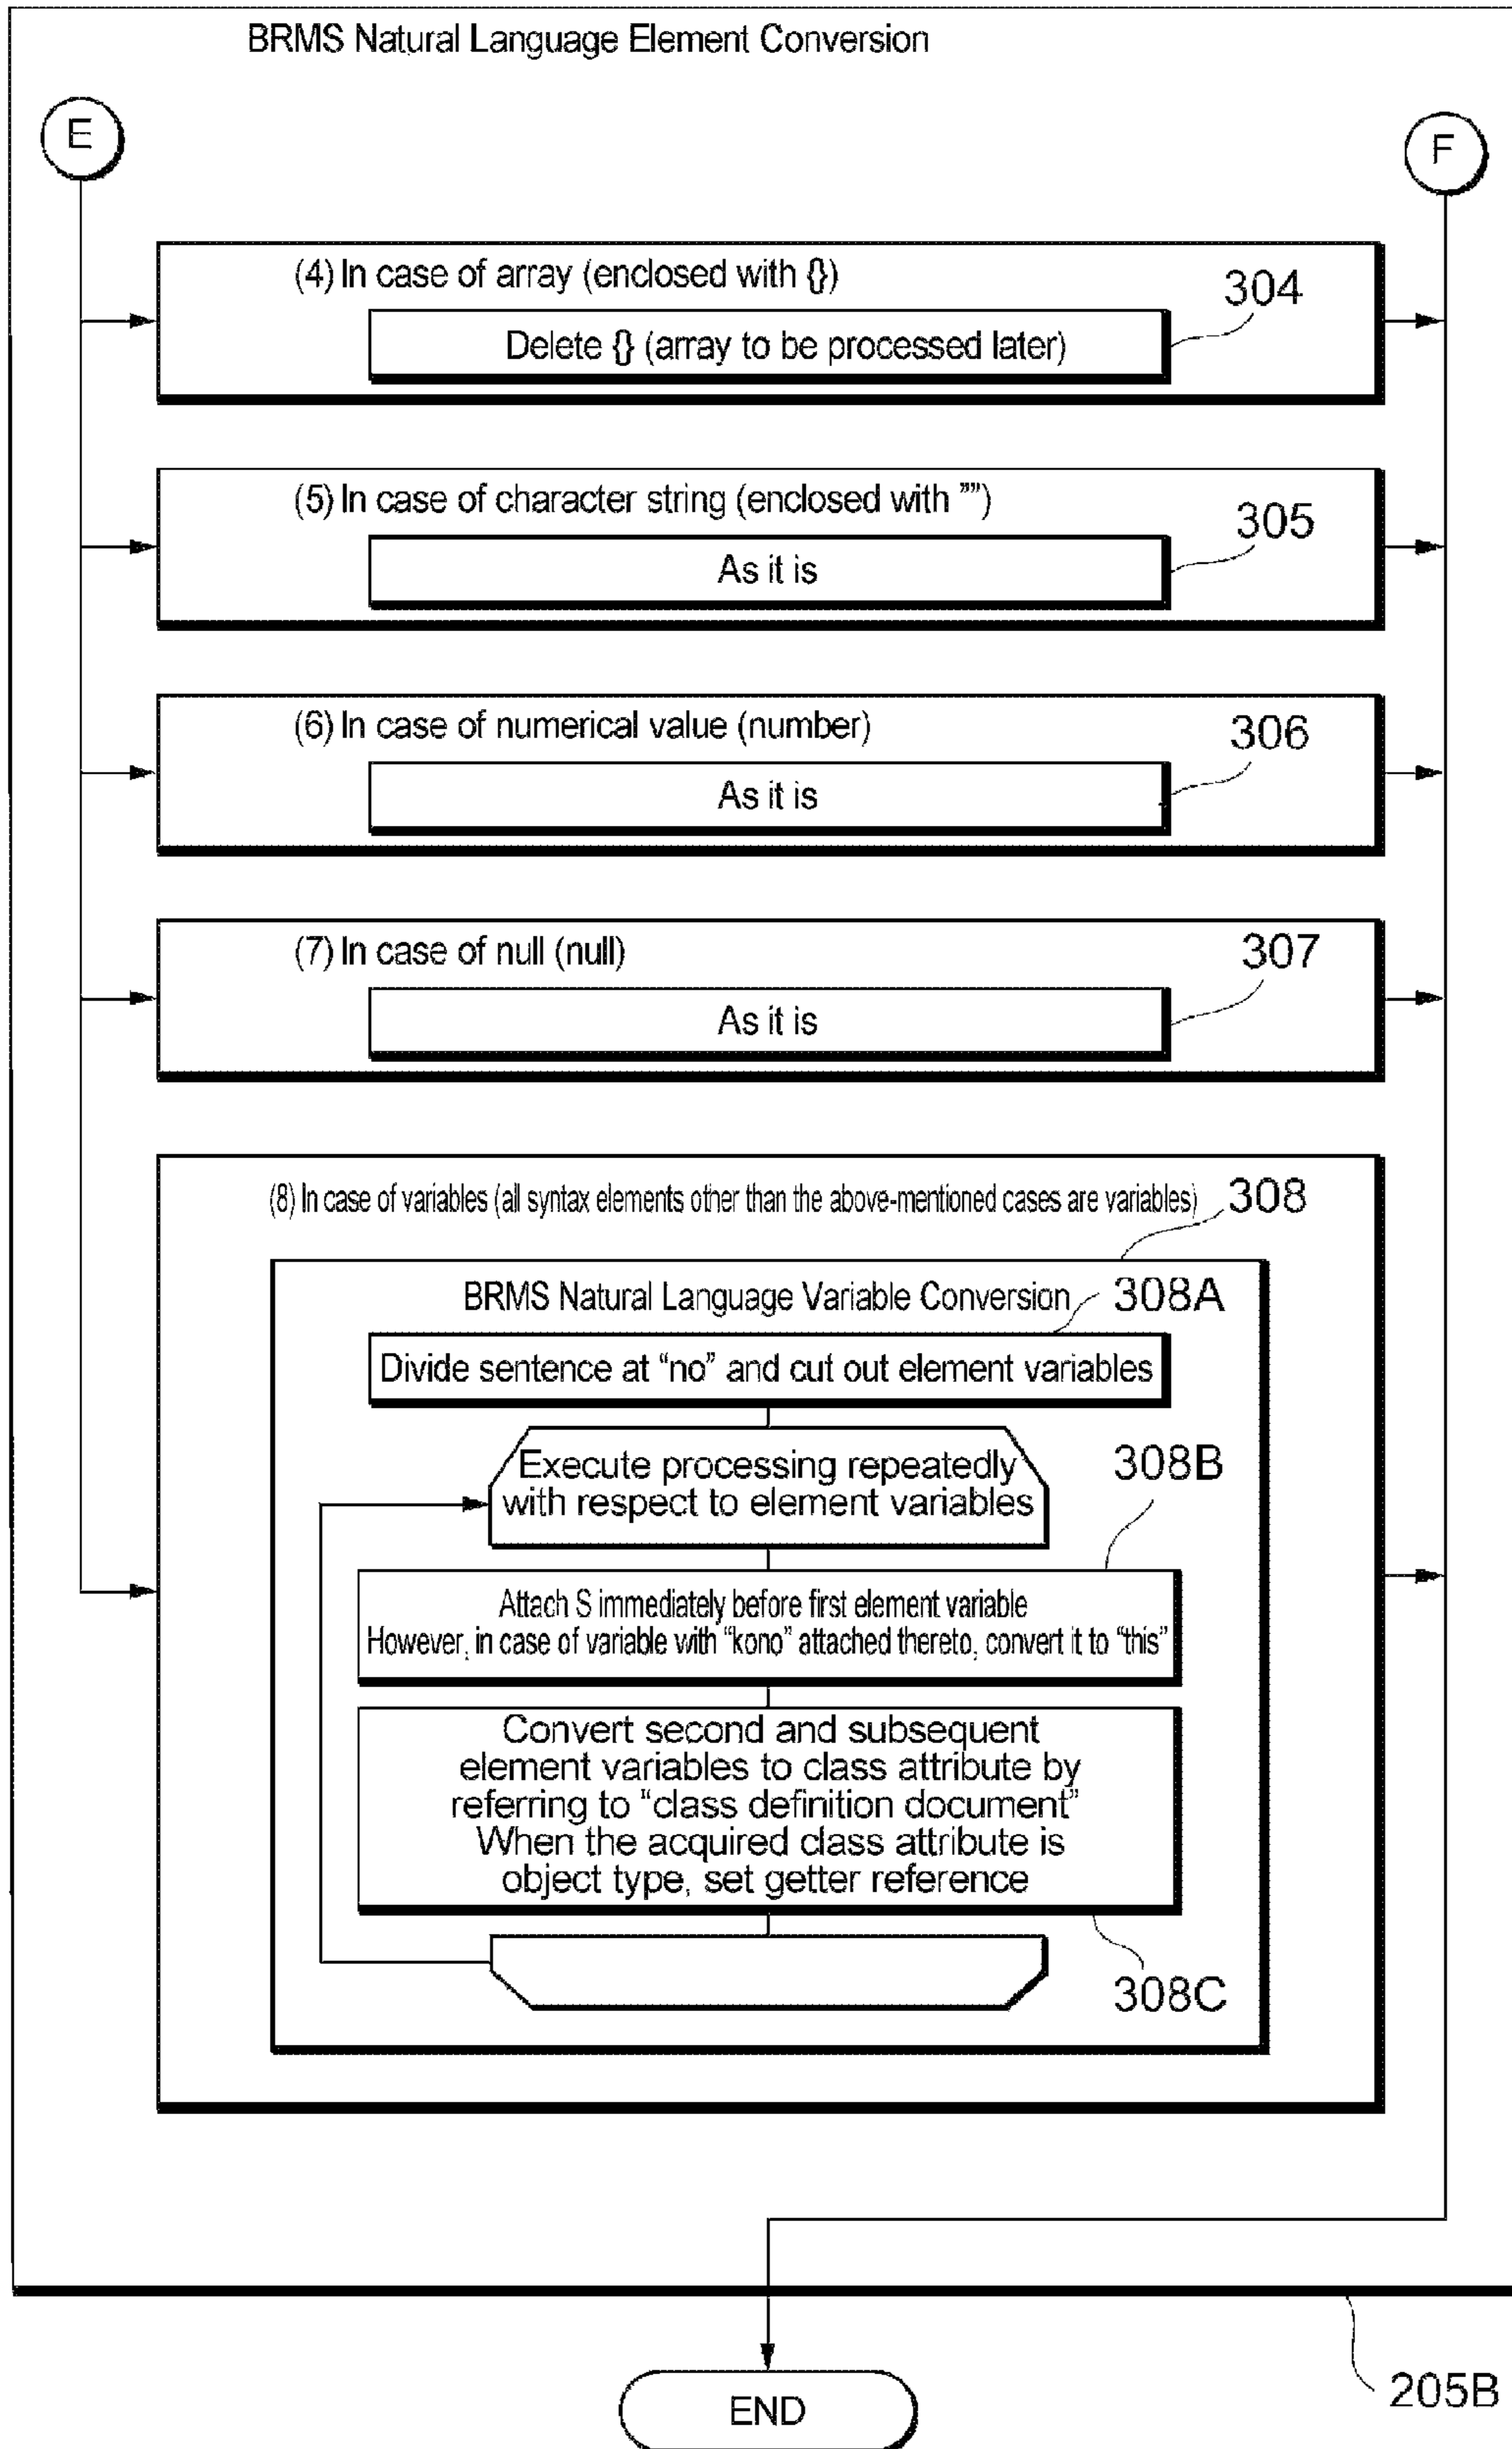 BRMS Natural Language Element Conversion
E
F
(4) In case of array (enclosed with {})
304
Delete {} (array to be processed later)
(5) In case of character string (enclosed with "")
305
As it is
(6) In case of numerical value (number)
306
As it is
(7) In case of null (null)
307
As it is
(8) In case of variables (all syntax elements other than the above-mentioned cases are variables)
308
BRMS Natural Language Variable Conversion
308A
Divide sentence at "no" and cut out element variables
Execute processing repeatedly
with respect to element variables
308B
Attach S immediately before first element variable
However, in case of variable with "kono" attached thereto, convert it to "this"
Convert second and subsequent
element variables to class attribute by
referring to "class definition document"
When the acquired class attribute is
object type, set getter reference
308C
205B
END